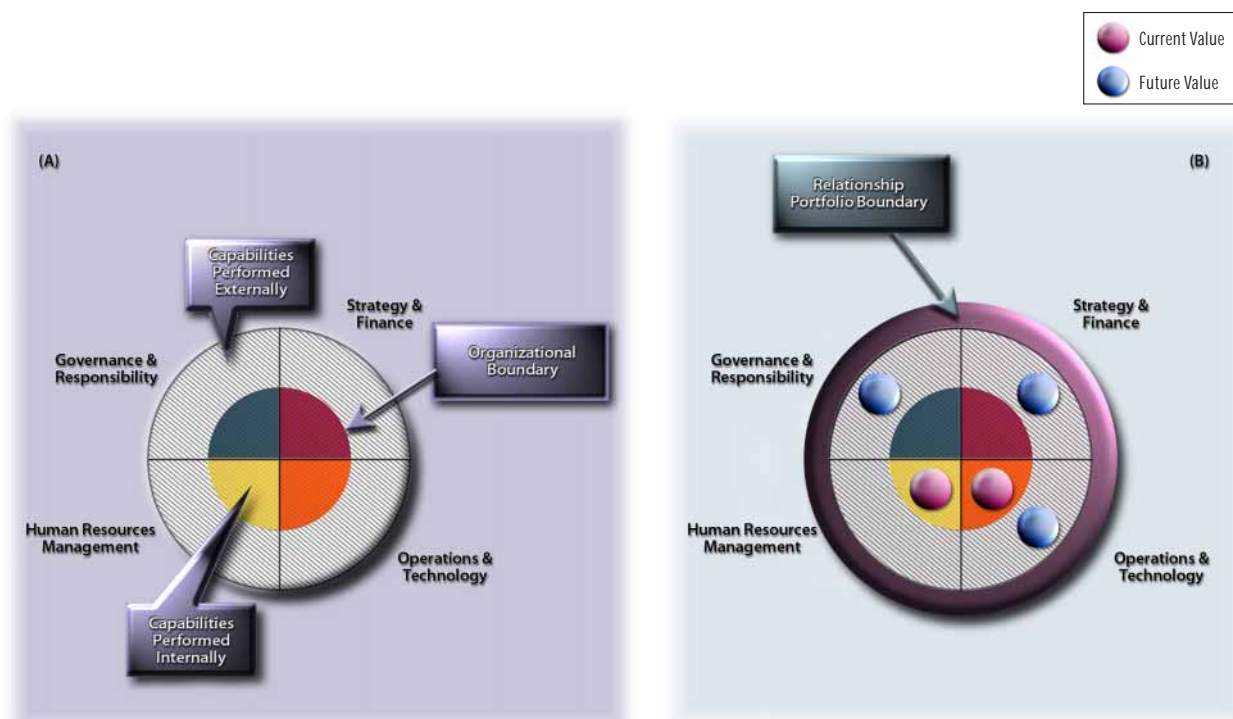 Current Value
Future Value
(A)
Capabilities
Performed
Externally
Strategy &
Finance
Governance &
Responsibility
Organizational
Boundary
Human Resources
Management
Operations &
Technology
Capabilities
Performed
Internally
(B)
Relationship
Portfolio Boundary
Strategy &
Finance
Governance &
Responsibility
Human Resources
Management
Operations &
Technology